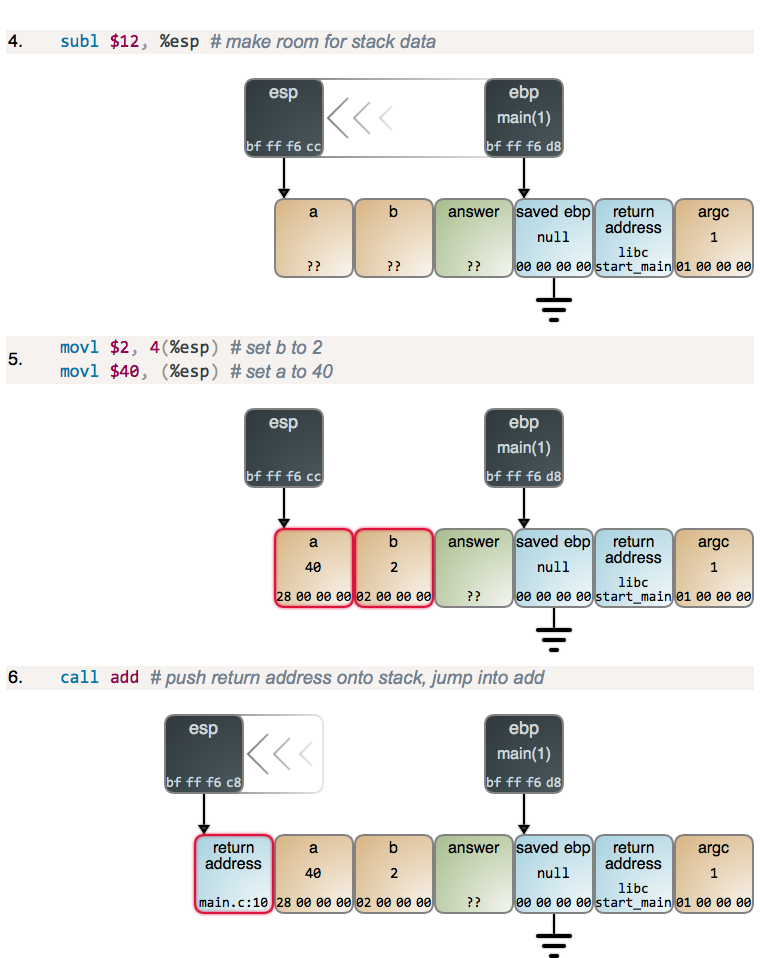 4. subl $12, %esp # make room for stack data
esp
bf ff f6 cc
ebp
main(1)
bf ff f6 d8
a
??
b
??
answer
??
saved ebp
null
00 00 00 00
return
address
libc
start_main
argc
1
01 00 00 00
5.
movl $2, 4(%esp) # set b to 2
movl $40, (%esp) # set a to 40
esp
bf ff f6 cc
ebp
main(1)
bf ff f6 d8
a
40
28 00 00 00
b
2
02 00 00 00
answer
??
saved ebp
null
00 00 00 00
return
address
libc
start_main
argc
1
01 00 00 00
6. call add # push return address onto stack, jump into add
esp
bf ff f6 c8
ebp
main(1)
bf ff f6 d8
return
address
main.c:10
a
40
28 00 00 00
b
2
02 00 00 00
answer
??
saved ebp
null
00 00 00 00
return
address
libc
start_main
argc
1
01 00 00 00